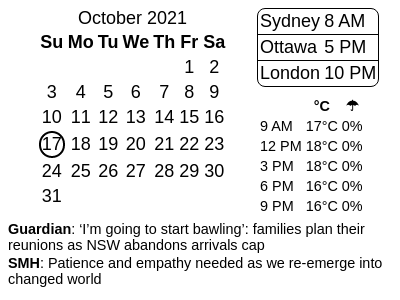 October 2021
Su Mo Tu We Th Fr Sa
1 2
3 4 5 6 7 8 9
10 11 12 13 14 15 16
17 18 19 20 21 22 23
24 25 26 27 28 29 30
31
Sydney 8 AM
Ottawa 5 PM
London 10 PM
°C ☂
9 AM 17°C 0%
12 PM 18°C 0%
3 PM 18°C 0%
6 PM 16°C 0%
9 PM 16°C 0%
Guardian: ‘I’m going to start bawling’: families plan their
reunions as NSW abandons arrivals cap
SMH: Patience and empathy needed as we re-emerge into
changed world